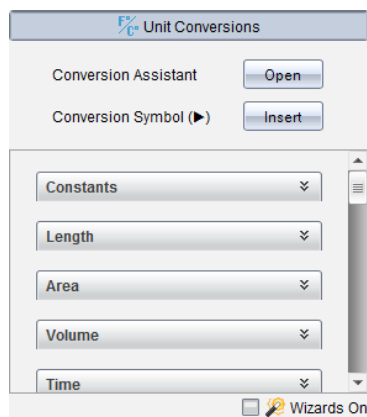 F°/C° Unit Conversions
Conversion Assistant Open
Conversion Symbol (►) Insert
Constants
Length
Area
Volume
Time
Wizards On